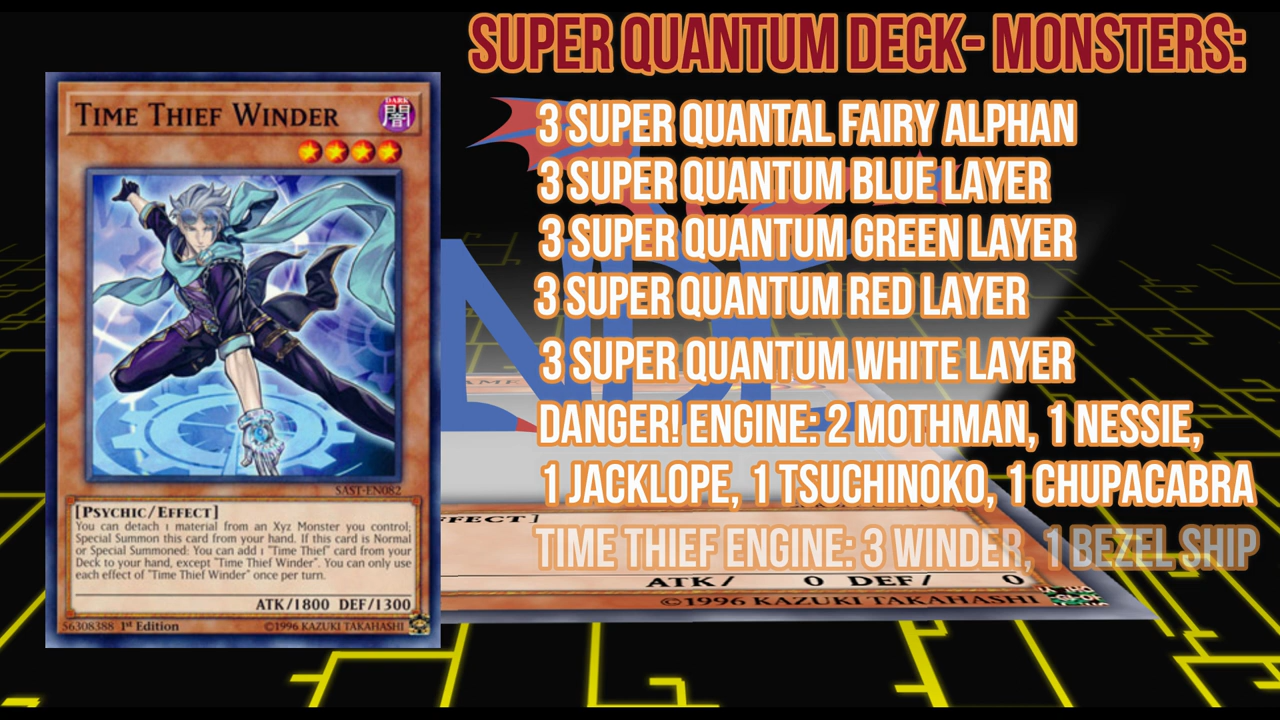 SUPER QUANTUM DECK- MONSTERS:
TIME THIEF WINDER
DARK
闇
3 SUPER QUANTAL FAIRY ALPHAN
3 SUPER QUANTUM BLUE LAYER
3 SUPER QUANTUM GREEN LAYER
3 SUPER QUANTUM RED LAYER
3 SUPER QUANTUM WHITE LAYER
DANGER! ENGINE: 2 MOTHMAN, 1 NESSIE,
1 JACKLOPE, 1 TSUCHINOKO, 1 CHUPACABRA
TIME THIEF ENGINE: 3 WINDER, 1 BEZEL SHIP
SAST-EN082
[PSYCHIC/EFFECT]
You can detach 1 material from an Xyz Monster you control;
Special Summon this card from your hand. If this card is Normal
or Special Summoned: You can add 1 "Time Thief" card from your
Deck to your hand, except "Time Thief Winder". You can only use
each effect of "Time Thief Winder" once per turn.
ATK/1800 DEF/1300
56308388 1st Edition ©1996 KAZUKI TAKAHASHI
FFECT]
ATK/ 0 DEF/ 0
©1996 KAZUKI TAKAHASHI